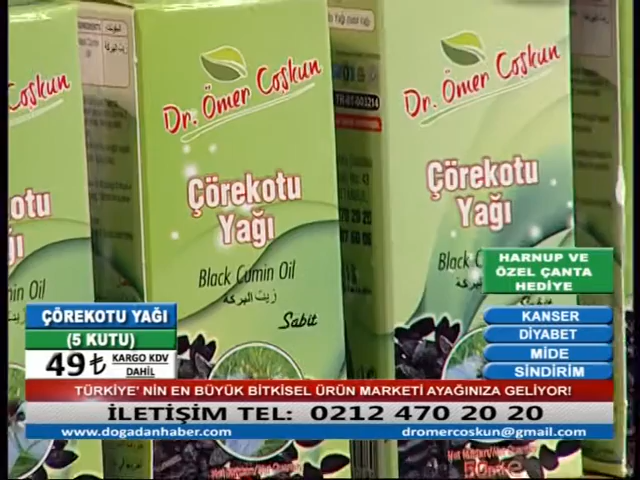 CANLI
Dr. Ömer Coşkun
Çörekotu
Yağı
Black Cumin Oil
زيت البركة
Sabit
Dr. Ömer Coşkun
Çörekotu
Yağı
HARNUP VE
ÖZEL ÇANTA
HEDİYE
KANSER
DİYABET
MİDE
SİNDİRİM
ÇÖREKOTU YAĞI
(5 KUTU)
49 ₺ KARGO KDV
DAHİL
TÜRKİYE'NİN EN BÜYÜK BİTKİSEL ÜRÜN MARKETİ AYAĞINIZA GELİYOR!
İLETİŞİM TEL: 0212 470 20 20
www.dogadanhaber.com dromercoskun@gmail.com
50ml